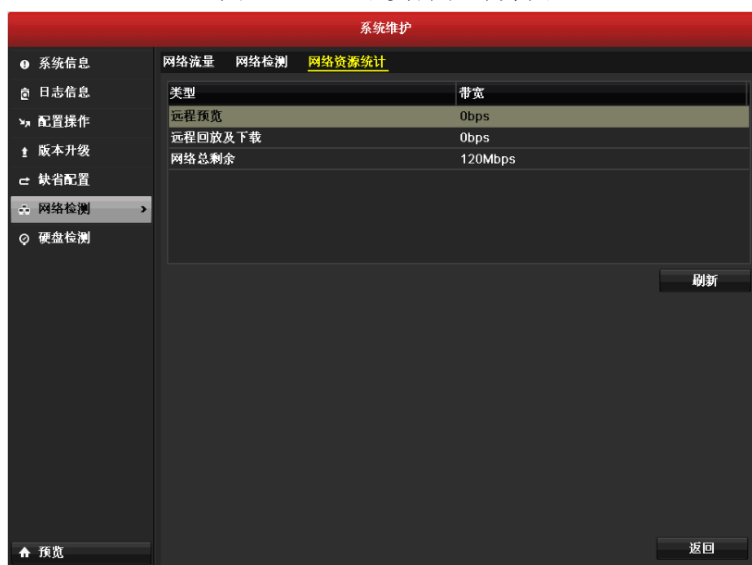 系统维护
系统信息
日志信息
配置操作
版本升级
缺省配置
网络检测
硬盘检测
预览
网络流量 网络检测 网络资源统计
类型 带宽
远程预览 0bps
远程回放及下载 0bps
网络总剩余 120Mbps
刷新
返回